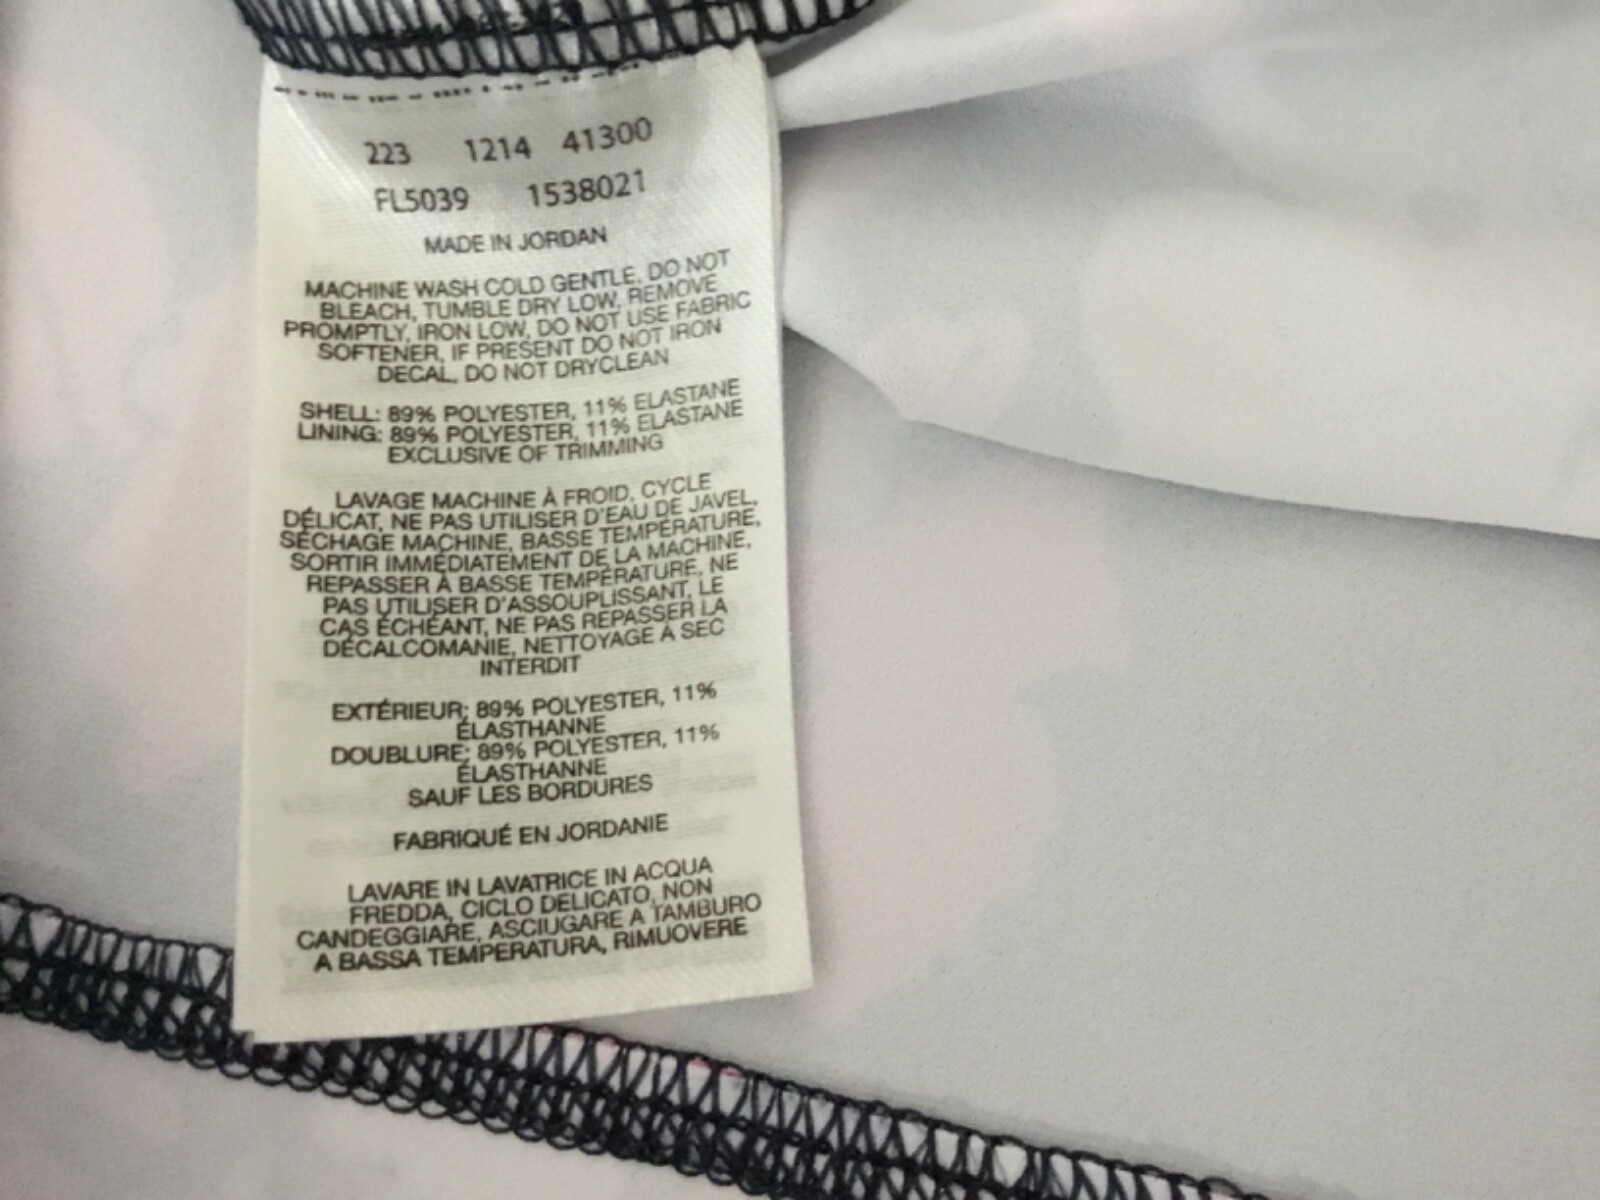 223 1214 41300
FL5039 1538021
MADE IN JORDAN
MACHINE WASH COLD GENTLE, DO NOT
BLEACH, TUMBLE DRY LOW, REMOVE
PROMPTLY, IRON LOW, DO NOT USE FABRIC
SOFTENER, IF PRESENT DO NOT IRON
DECAL, DO NOT DRYCLEAN
SHELL: 89% POLYESTER, 11% ELASTANE
LINING: 89% POLYESTER, 11% ELASTANE
EXCLUSIVE OF TRIMMING
LAVAGE MACHINE À FROID, CYCLE
DÉLICAT, NE PAS UTILISER D'EAU DE JAVEL,
SÉCHAGE MACHINE, BASSE TEMPÉRATURE,
SORTIR IMMÉDIATEMENT DE LA MACHINE,
REPASSER À BASSE TEMPÉRATURE, NE
PAS UTILISER D'ASSOUPLISSANT, LE
CAS ÉCHÉANT, NE PAS REPASSER LA
DÉCALCOMANIE, NETTOYAGE À SEC
INTERDIT
EXTÉRIEUR: 89% POLYESTER, 11%
ÉLASTHANNE
DOUBLURE: 89% POLYESTER, 11%
ÉLASTHANNE
SAUF LES BORDURES
FABRIQUÉ EN JORDANIE
LAVARE IN LAVATRICE IN ACQUA
FREDDA, CICLO DELICATO, NON
CANDEGGIARE, ASCIUGARE A TAMBURO
A BASSA TEMPERATURA, RIMUOVERE